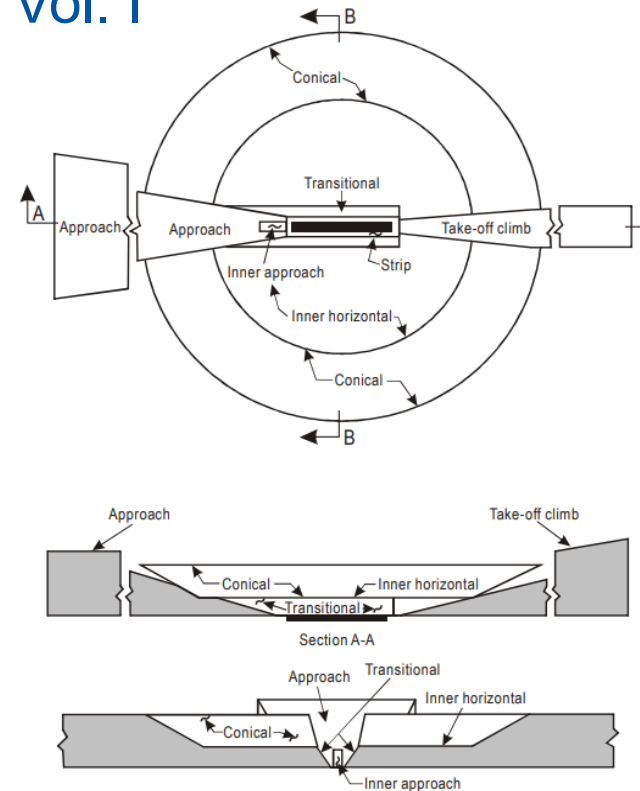 Vol. 1
B
Conical
Transitional
A
Approach
Approach
Take-off climb
Inner approach
Strip
Inner horizontal
Conical
B
Approach
Take-off climb
Conical
Inner horizontal
Transitional
Section A-A
Approach
Transitional
Inner horizontal
Conical
Inner approach